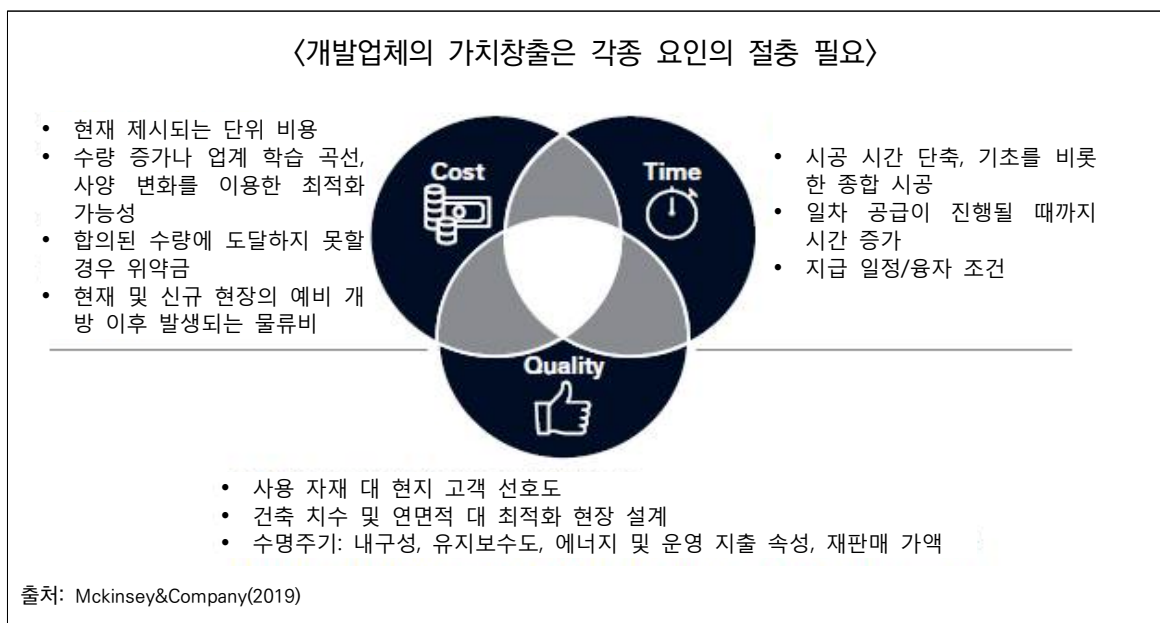 〈개발업체의 가치창출은 각종 요인의 절충 필요〉
• 현재 제시되는 단위 비용
• 수량 증가나 업계 학습 곡선,
사양 변화를 이용한 최적화
가능성
• 합의된 수량에 도달하지 못할
경우 위약금
• 현재 및 신규 현장의 예비 개
방 이후 발생되는 물류비
Cost
Time
• 시공 시간 단축, 기초를 비롯
한 종합 시공
• 일차 공급이 진행될 때까지
시간 증가
• 지급 일정/융자 조건
Quality
• 사용 자재 대 현지 고객 선호도
• 건축 치수 및 연면적 대 최적화 현장 설계
• 수명주기: 내구성, 유지보수도, 에너지 및 운영 지출 속성, 재판매 가액
출처: Mckinsey&Company(2019)